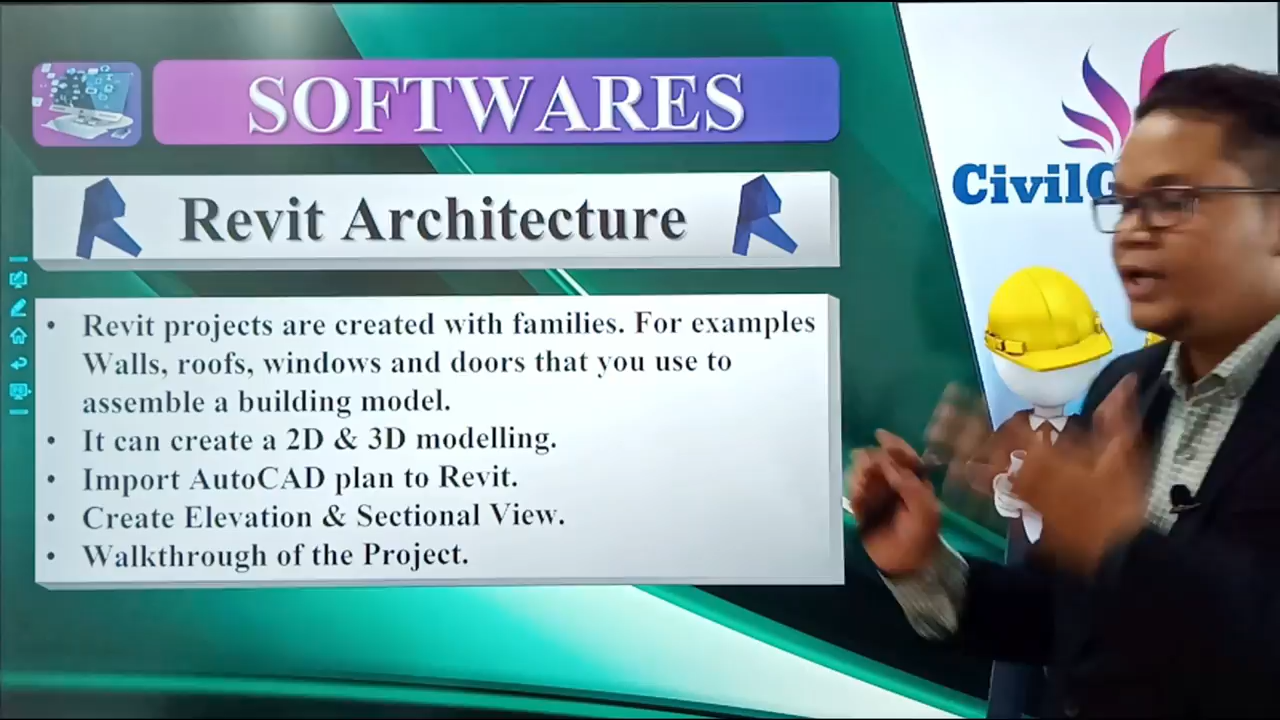 SOFTWARES
Revit Architecture
• Revit projects are created with families. For examples
Walls, roofs, windows and doors that you use to
assemble a building model.
• It can create a 2D & 3D modelling.
• Import AutoCAD plan to Revit.
• Create Elevation & Sectional View.
• Walkthrough of the Project.